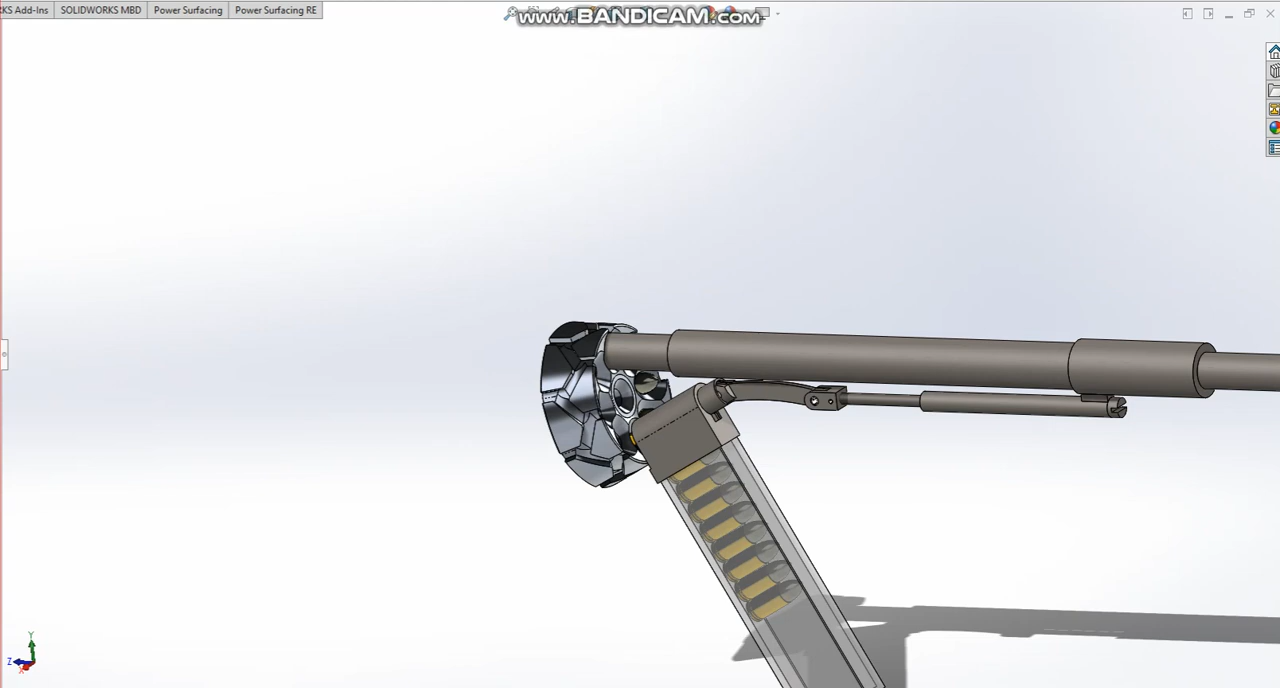 KS Add-Ins SOLIDWORKS MBD Power Surfacing Power Surfacing RE
www.BANDICAM.com
Y
Z
X